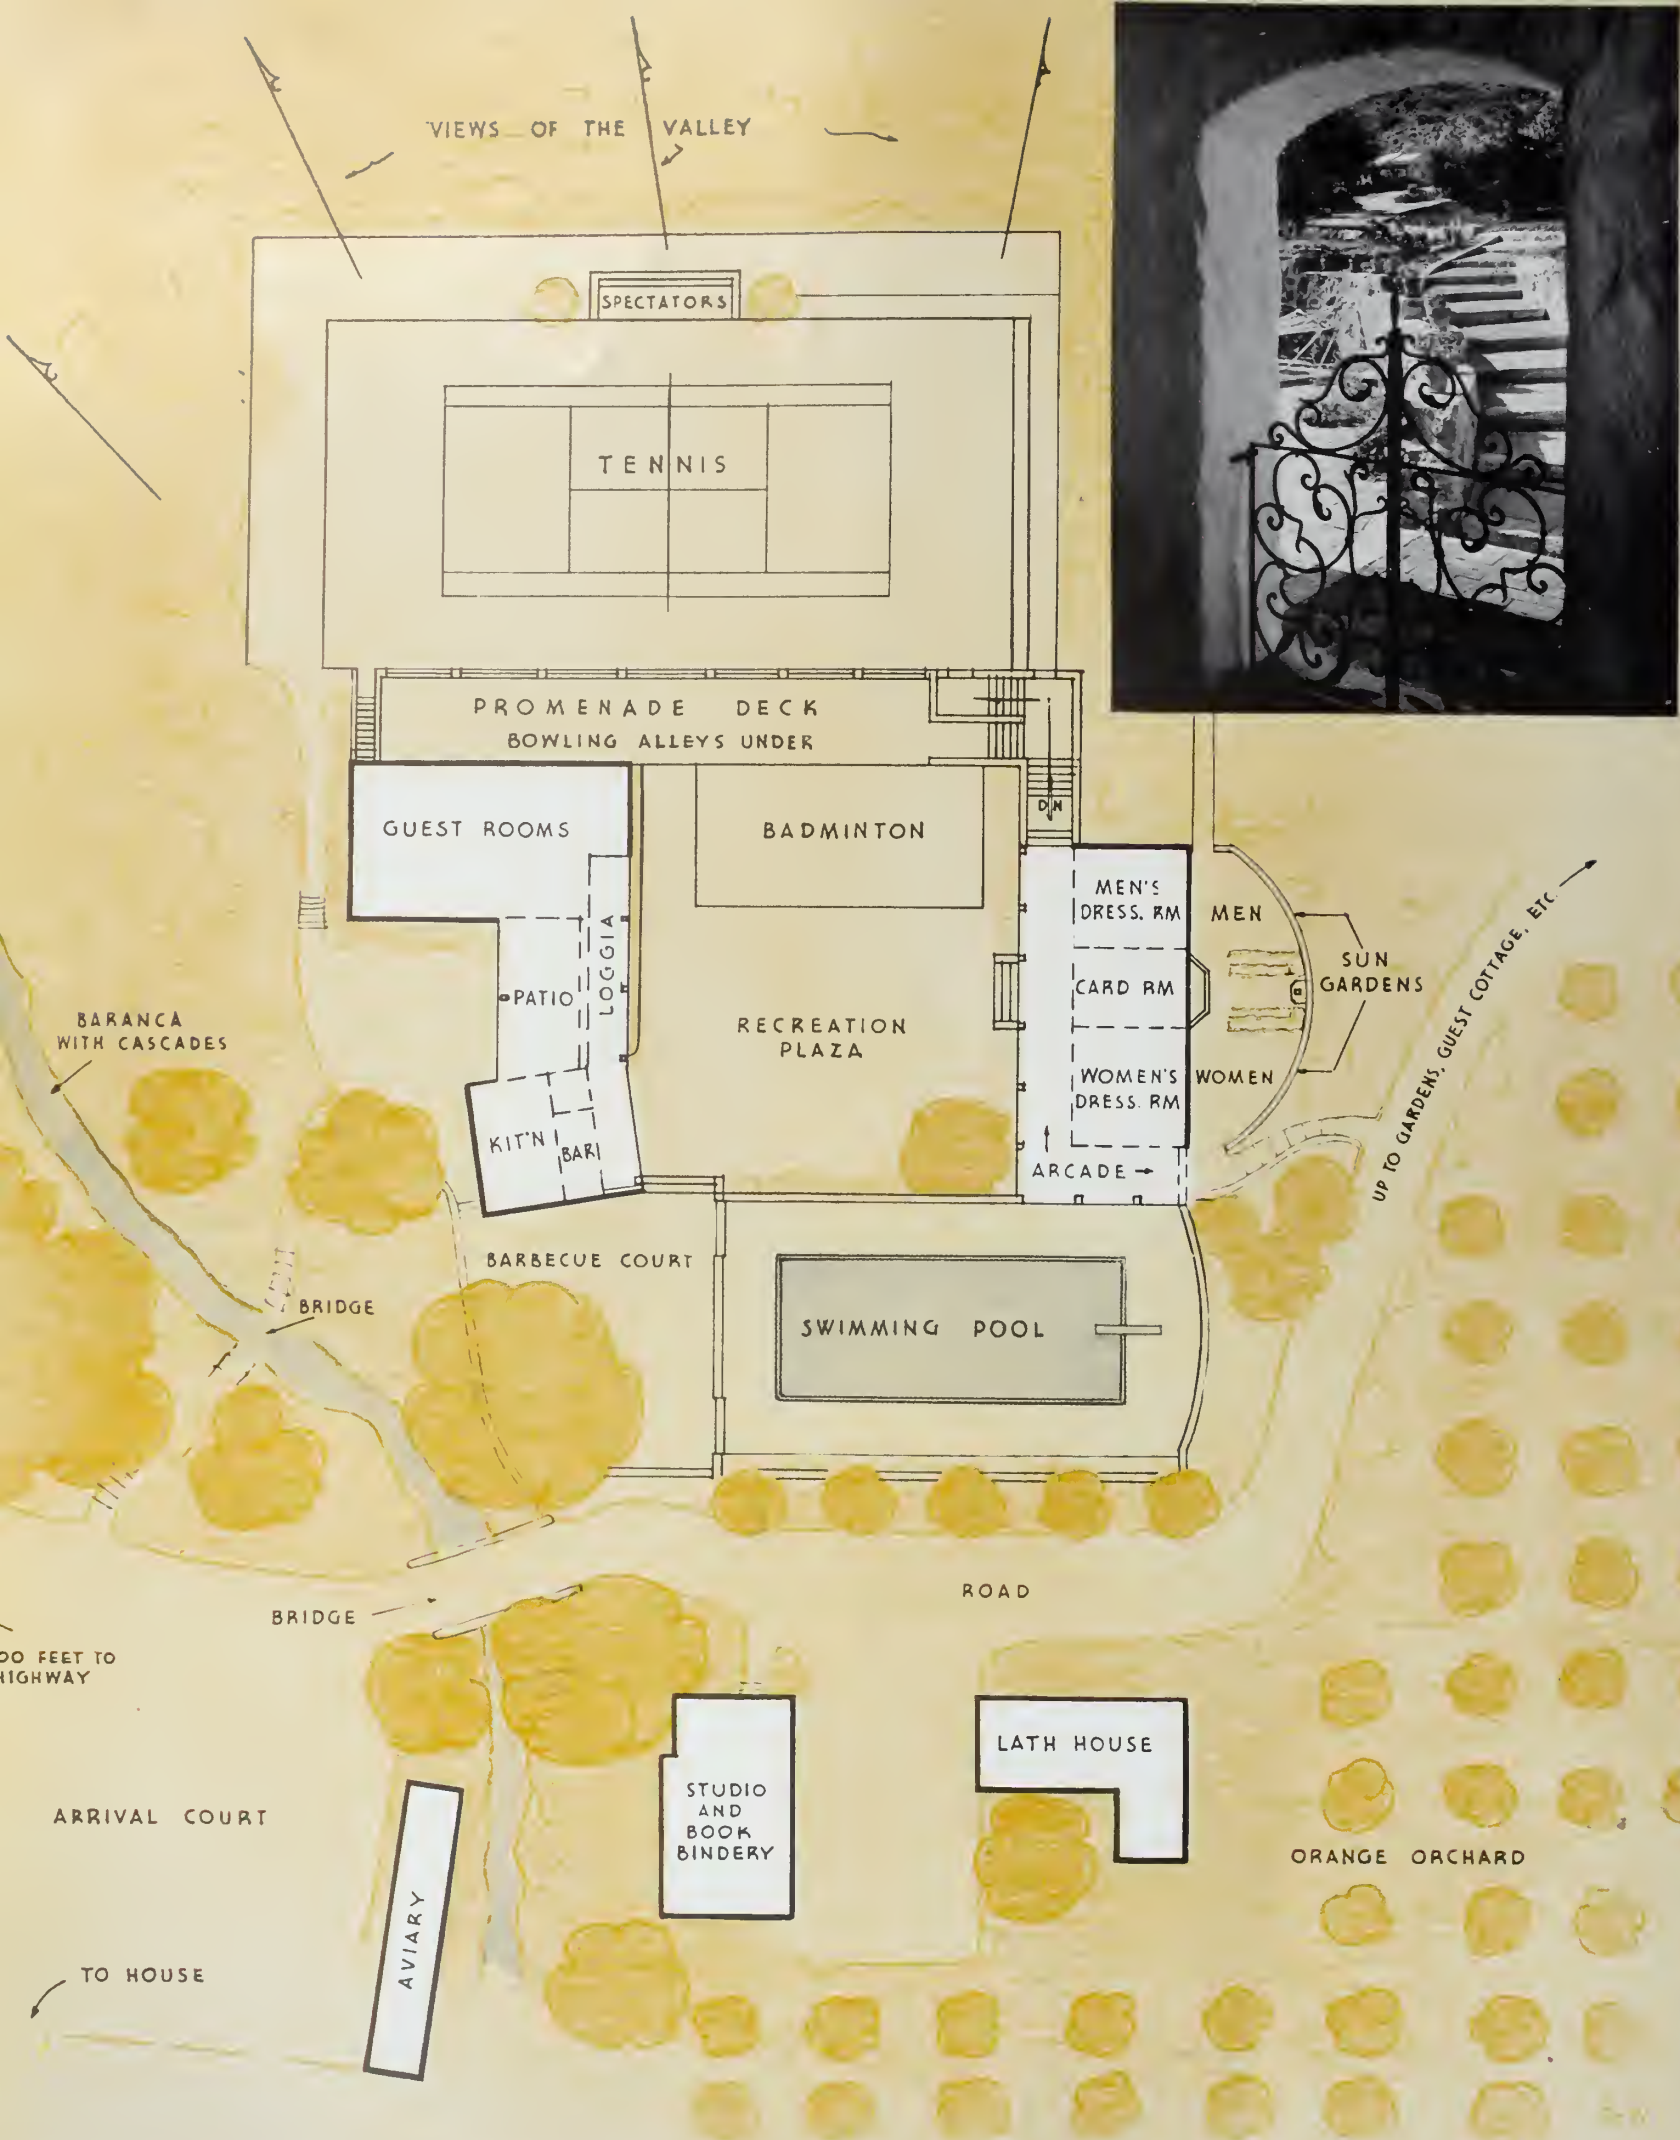 VIEWS OF THE VALLEY
SPECTATORS
TENNIS
PROMENADE DECK
BOWLING ALLEYS UNDER
DN
GUEST ROOMS
BADMINTON
LOGGIA
PATIO
MEN'S
DRESS. RM
MEN
CARD RM
SUN
GARDENS
WOMEN'S
DRESS. RM
WOMEN
RECREATION
PLAZA
ARCADE
UP TO GARDENS, GUEST COTTAGE, ETC.
BARANCA
WITH CASCADES
KIT'N
BAR
BARBECUE COURT
BRIDGE
SWIMMING POOL
ROAD
BRIDGE
00 FEET TO
HIGHWAY
LATH HOUSE
STUDIO
AND
BOOK
BINDERY
ARRIVAL COURT
ORANGE ORCHARD
AVIARY
TO HOUSE